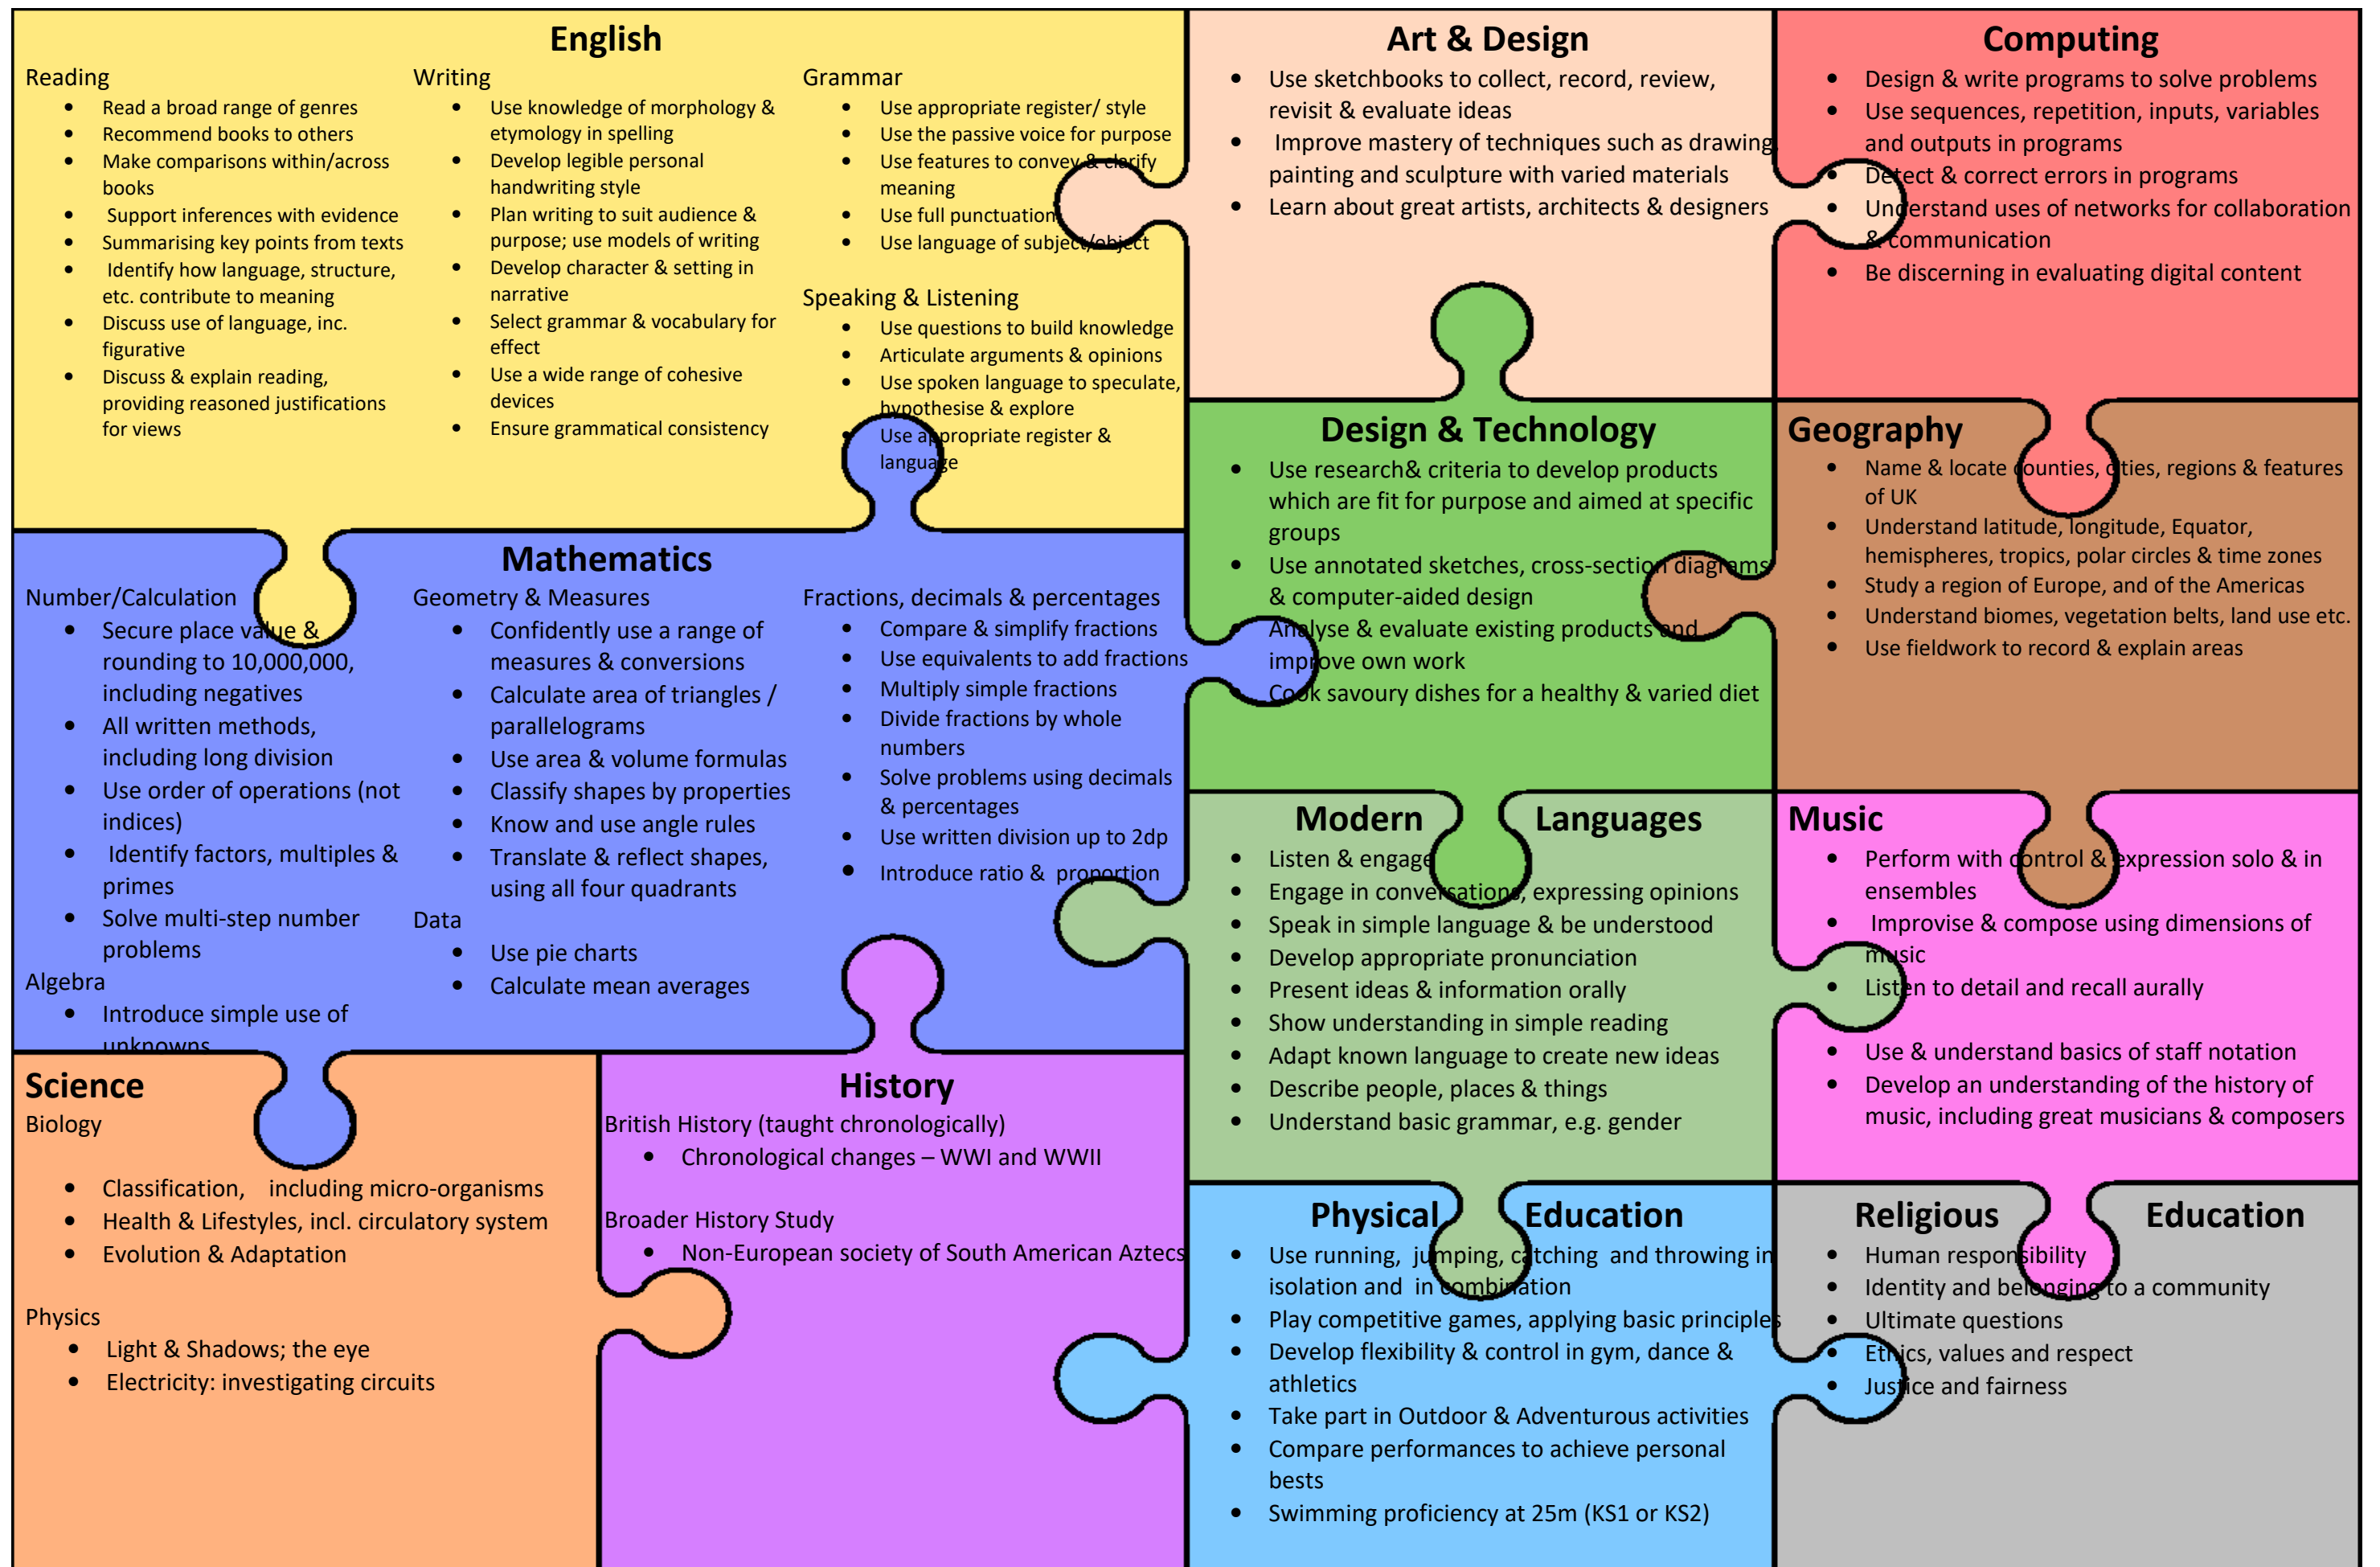 English
Reading
• Read a broad range of genres
• Recommend books to others
• Make comparisons within/across
books
• Support inferences with evidence
• Summarising key points from texts
• Identify how language, structure,
etc. contribute to meaning
• Discuss use of language, inc.
figurative
• Discuss & explain reading,
providing reasoned justifications
for views
Writing
• Use knowledge of morphology &
etymology in spelling
• Develop legible personal
handwriting style
• Plan writing to suit audience &
purpose; use models of writing
• Develop character & setting in
narrative
• Select grammar & vocabulary for
effect
• Use a wide range of cohesive
devices
• Ensure grammatical consistency
Grammar
• Use appropriate register/ style
• Use the passive voice for purpose
• Use features to convey & clarify
meaning
• Use full punctuation
• Use language of subject/object
Speaking & Listening
• Use questions to build knowledge
• Articulate arguments & opinions
• Use spoken language to speculate,
hypothesise & explore
• Use appropriate register &
language
Art & Design
• Use sketchbooks to collect, record, review,
revisit & evaluate ideas
• Improve mastery of techniques such as drawing,
painting and sculpture with varied materials
• Learn about great artists, architects & designers
Computing
• Design & write programs to solve problems
• Use sequences, repetition, inputs, variables
and outputs in programs
• Detect & correct errors in programs
• Understand uses of networks for collaboration
& communication
• Be discerning in evaluating digital content
Design & Technology
• Use research& criteria to develop products
which are fit for purpose and aimed at specific
groups
• Use annotated sketches, cross-section diagrams
& computer-aided design
• Analyse & evaluate existing products and
improve own work
• Cook savoury dishes for a healthy & varied diet
Geography
• Name & locate counties, cities, regions & features
of UK
• Understand latitude, longitude, Equator,
hemispheres, tropics, polar circles & time zones
• Study a region of Europe, and of the Americas
• Understand biomes, vegetation belts, land use etc.
• Use fieldwork to record & explain areas
Mathematics
Number/Calculation
• Secure place value &
rounding to 10,000,000,
including negatives
• All written methods,
including long division
• Use order of operations (not
indices)
• Identify factors, multiples &
primes
• Solve multi-step number
problems
Algebra
• Introduce simple use of
unknowns
Geometry & Measures
• Confidently use a range of
measures & conversions
• Calculate area of triangles /
parallelograms
• Use area & volume formulas
• Classify shapes by properties
• Know and use angle rules
• Translate & reflect shapes,
using all four quadrants
Data
• Use pie charts
• Calculate mean averages
Fractions, decimals & percentages
• Compare & simplify fractions
• Use equivalents to add fractions
• Multiply simple fractions
• Divide fractions by whole
numbers
• Solve problems using decimals
& percentages
• Use written division up to 2dp
• Introduce ratio & proportion
Modern Languages
• Listen & engage
• Engage in conversations, expressing opinions
• Speak in simple language & be understood
• Develop appropriate pronunciation
• Present ideas & information orally
• Show understanding in simple reading
• Adapt known language to create new ideas
• Describe people, places & things
• Understand basic grammar, e.g. gender
Music
• Perform with control & expression solo & in
ensembles
• Improvise & compose using dimensions of
music
• Listen to detail and recall aurally
• Use & understand basics of staff notation
• Develop an understanding of the history of
music, including great musicians & composers
Science
Biology
• Classification, including micro-organisms
• Health & Lifestyles, incl. circulatory system
• Evolution & Adaptation
Physics
• Light & Shadows; the eye
• Electricity: investigating circuits
History
British History (taught chronologically)
• Chronological changes – WWI and WWII
Broader History Study
• Non-European society of South American Aztecs
Physical Education
• Use running, jumping, catching and throwing in
isolation and in combination
• Play competitive games, applying basic principles
• Develop flexibility & control in gym, dance &
athletics
• Take part in Outdoor & Adventurous activities
• Compare performances to achieve personal
bests
• Swimming proficiency at 25m (KS1 or KS2)
Religious Education
• Human responsibility
• Identity and belonging to a community
• Ultimate questions
• Ethics, values and respect
• Justice and fairness